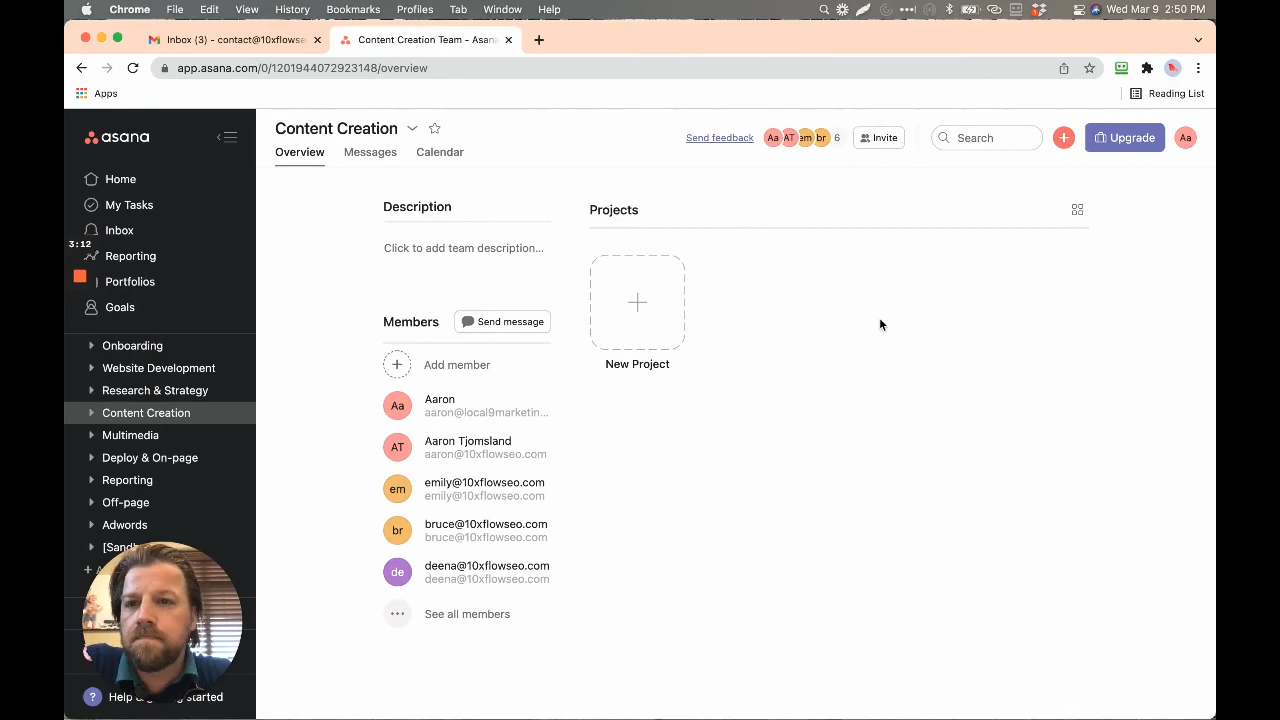 Chrome File Edit View History Bookmarks Profiles Tab Window Help Wed Mar 9 2:50 PM
Inbox (3) - contact@10xflowse
Content Creation Team - Asana
app.asana.com/0/1201944072923148/overview
Apps
Reading List
asana
Home
My Tasks
Inbox
3:12
Reporting
Portfolios
Goals
Onboarding
Website Development
Research & Strategy
Content Creation
Multimedia
Deploy & On-page
Reporting
Off-page
Adwords
[Sand
Help & getting started
Content Creation
Send feedback
Aa AT em br 6
Invite
Search
Upgrade
Aa
Overview Messages Calendar
Description
Click to add team description...
Members
Send message
Add member
Aa
Aaron
aaron@local9marketin...
AT
Aaron Tjomsland
aaron@10xflowseo.com
em
emily@10xflowseo.com
emily@10xflowseo.com
br
bruce@10xflowseo.com
bruce@10xflowseo.com
de
deena@10xflowseo.com
deena@10xflowseo.com
See all members
Projects
New Project